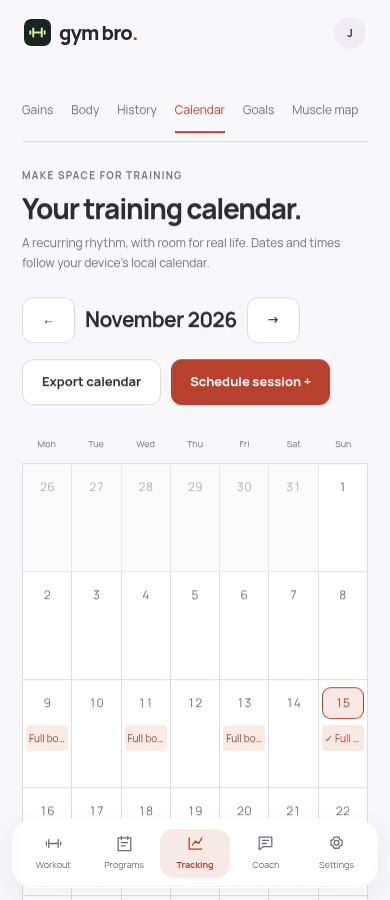 gym bro.
J
Gains Body History Calendar Goals Muscle map
MAKE SPACE FOR TRAINING
Your training calendar.
A recurring rhythm, with room for real life. Dates and times
follow your device's local calendar.
← November 2026 →
Export calendar Schedule session +
Mon Tue Wed Thu Fri Sat Sun
26 27 28 29 30 31 1
2 3 4 5 6 7 8
9 10 11 12 13 14 15
Full bo... Full bo... Full bo... ✓ Full ...
16 17 18 19 20 21 22
Workout Programs Tracking Coach Settings